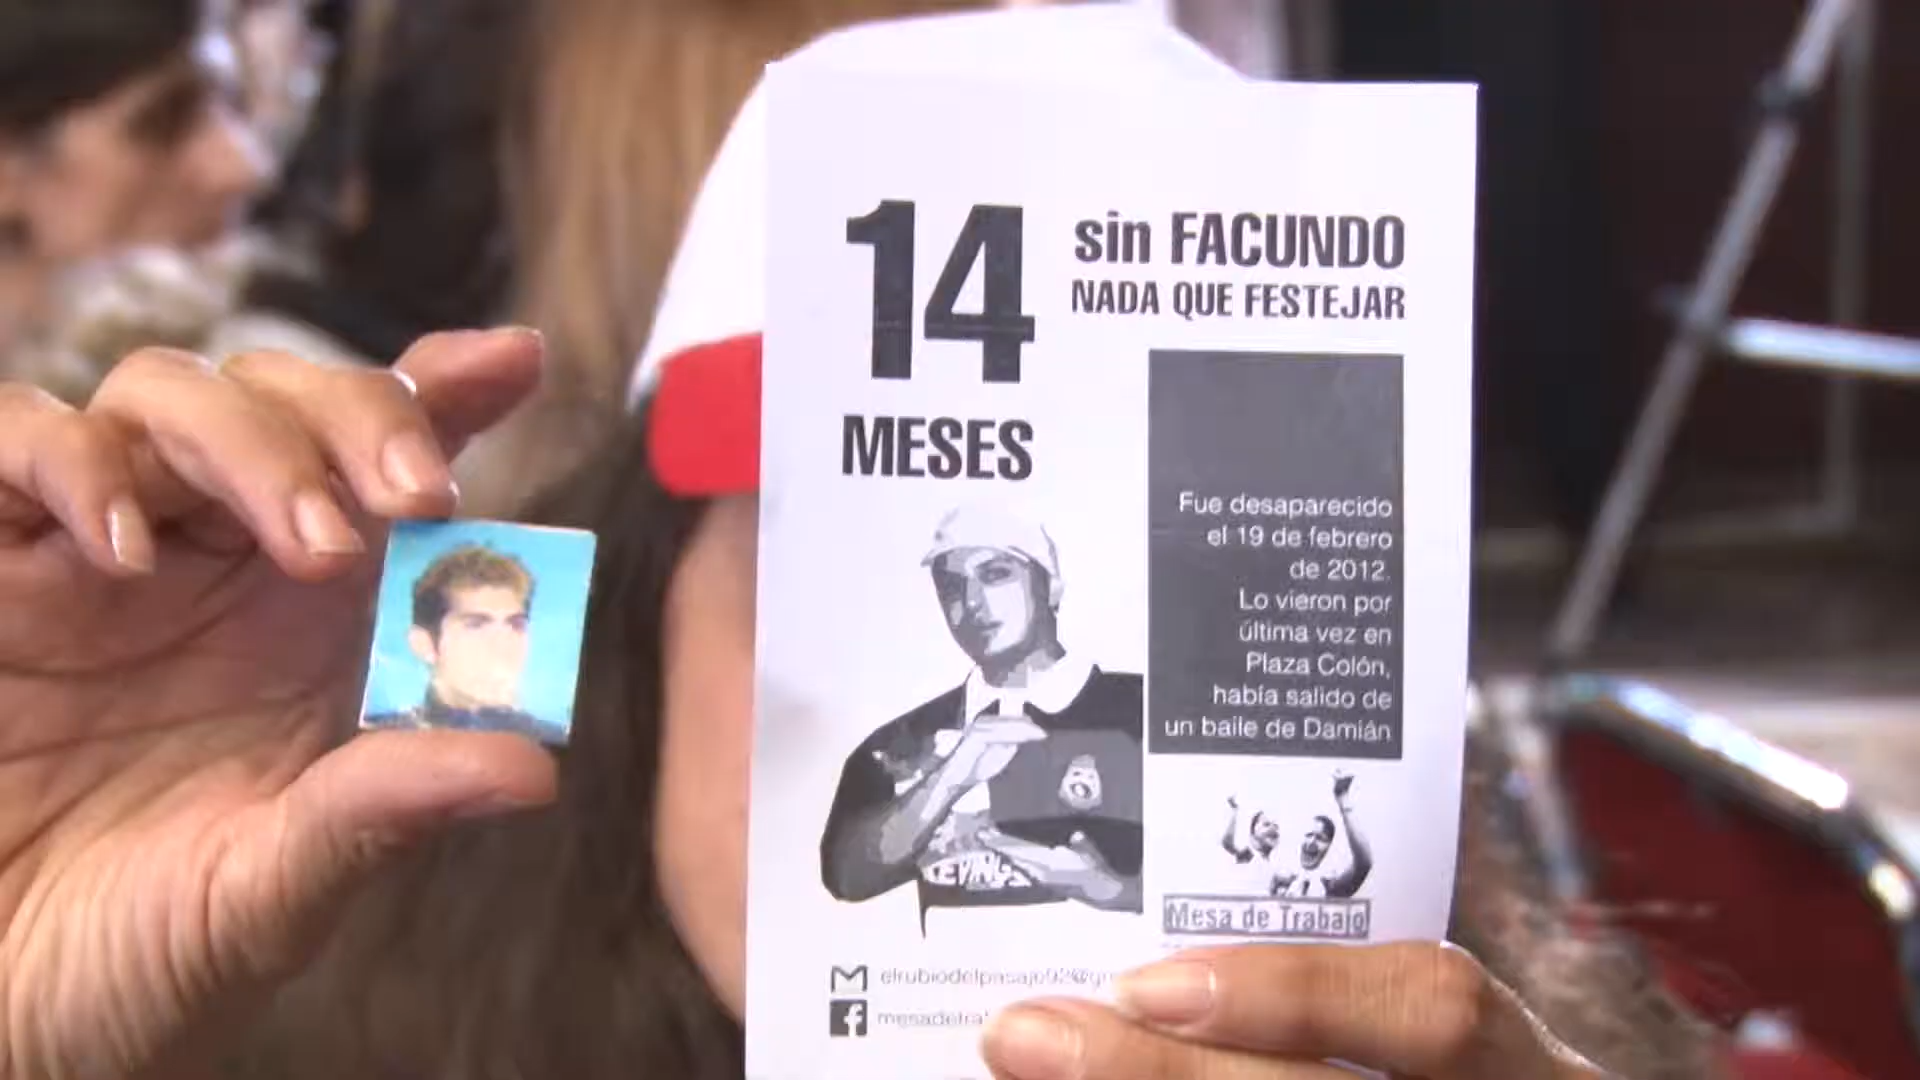 14
MESES
sin FACUNDO
NADA QUE FESTEJAR
Fue desaparecido
el 19 de febrero
de 2012.
Lo vieron por
última vez en
Plaza Colón,
había salido de
un baile de Damián
Mesa de Trabajo